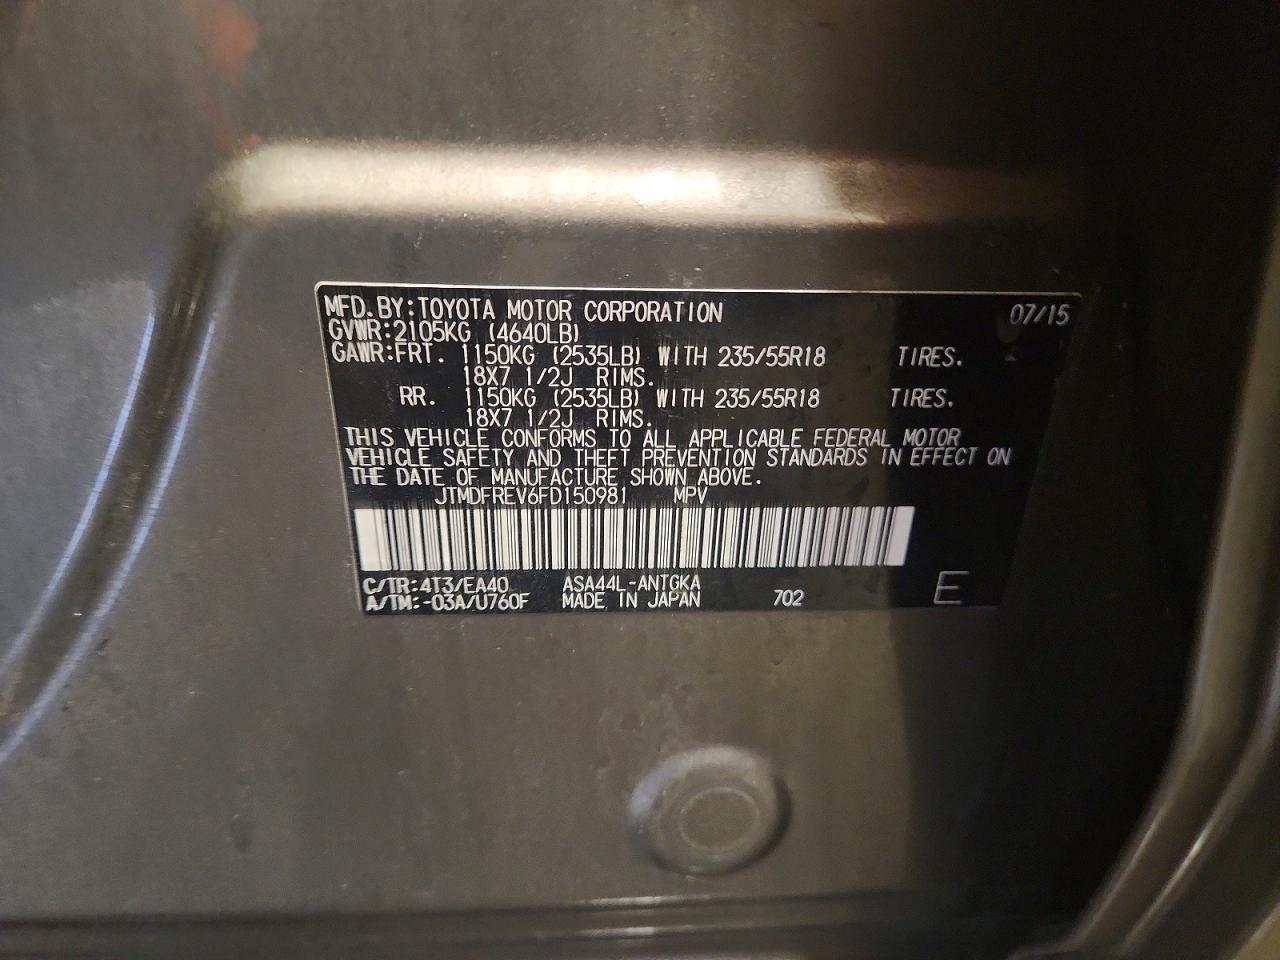 MFD.BY:TOYOTA MOTOR CORPORATION 07/15
GVWR:2105KG (4640LB)
GAWR:FRT. 1150KG (2535LB) WITH 235/55R18 TIRES.
18X7 1/2J RIMS.
RR. 1150KG (2535LB) WITH 235/55R18 TIRES.
18X7 1/2J RIMS.
THIS VEHICLE CONFORMS TO ALL APPLICABLE FEDERAL MOTOR
VEHICLE SAFETY AND THEFT PREVENTION STANDARDS IN EFFECT ON
THE DATE OF MANUFACTURE SHOWN ABOVE.
JTMDFREV6FD150981 MPV
C/TR:4T3/EA40 ASA44L-ANTGKA
A/TM:-03A/U760F MADE IN JAPAN 702 E